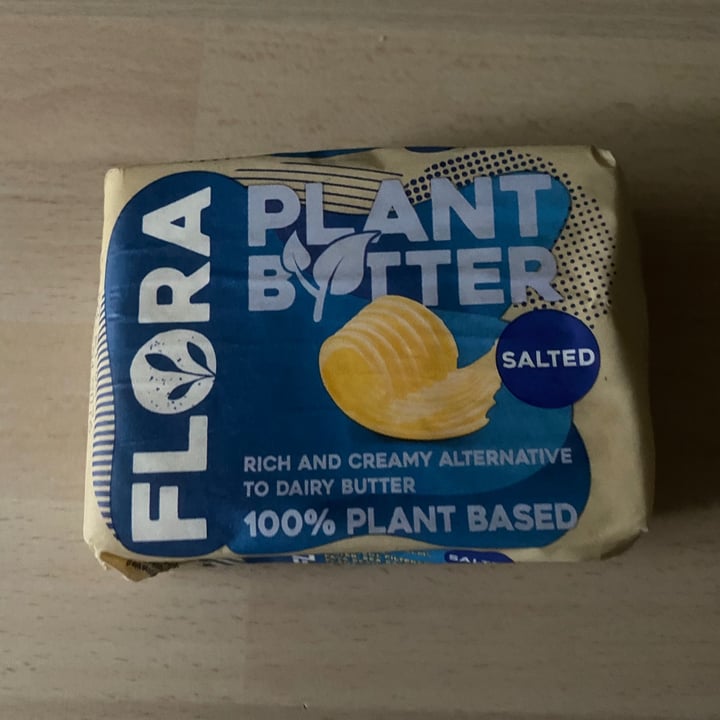 FLORA
PLANT
BUTTER
SALTED
RICH AND CREAMY ALTERNATIVE
TO DAIRY BUTTER
100% PLANT BASED